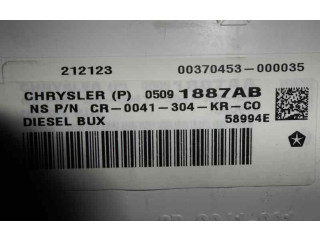 212123 00370453-000035
CHRYSLER (P) 0509 1887AB
NS P/N CR-0041-304-KR-CO
DIESEL BUX 58994E